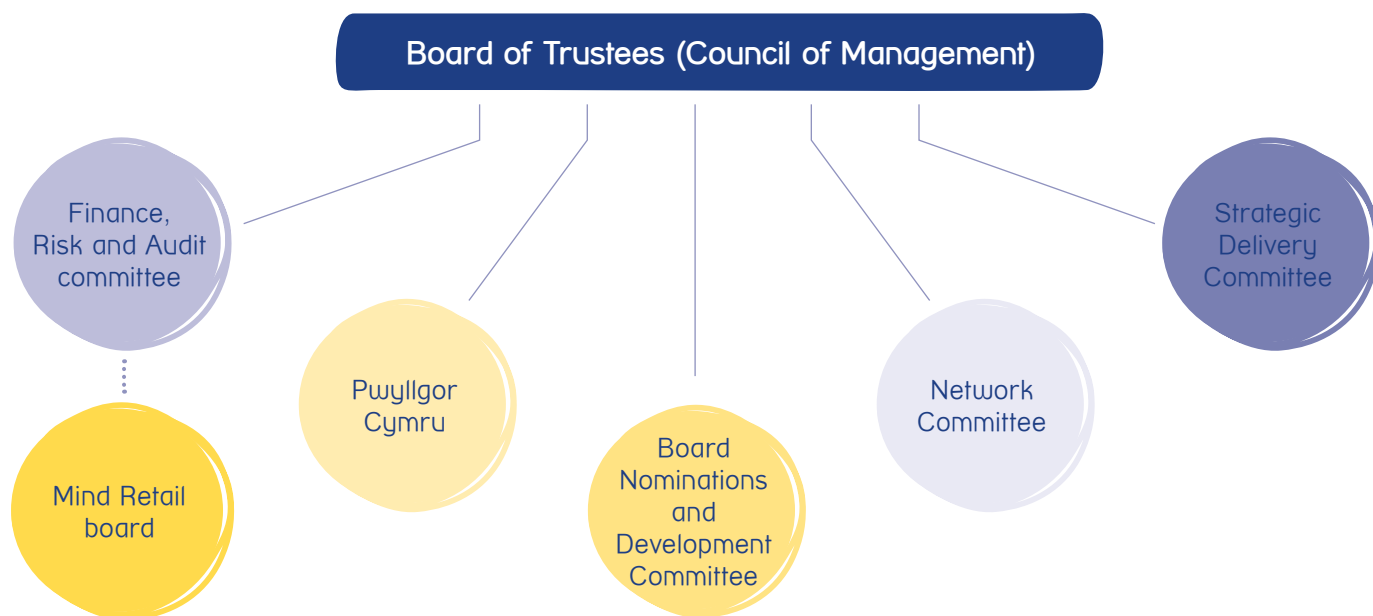 Board of Trustees (Council of Management)
Finance,
Risk and Audit
committee
Strategic
Delivery
Committee
Pwyllgor
Cymru
Network
Committee
Mind Retail
board
Board
Nominations
and
Development
Committee